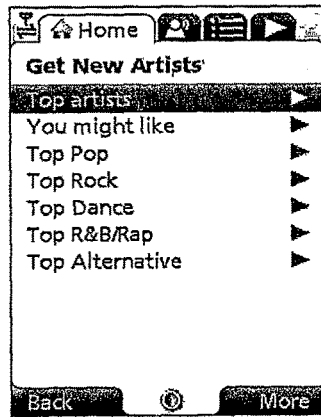 Home
Get New Artists
Top artists
You might like
Top Pop
Top Rock
Top Dance
Top R&B/Rap
Top Alternative
Back More